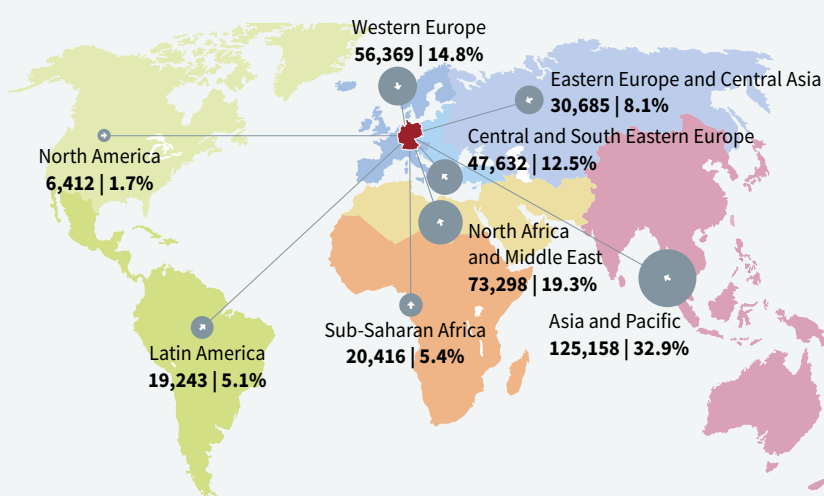 Western Europe
56,369 | 14.8%
Eastern Europe and Central Asia
30,685 | 8.1%
Central and South Eastern Europe
47,632 | 12.5%
North America
6,412 | 1.7%
North Africa
and Middle East
73,298 | 19.3%
Asia and Pacific
125,158 | 32.9%
Sub-Saharan Africa
20,416 | 5.4%
Latin America
19,243 | 5.1%